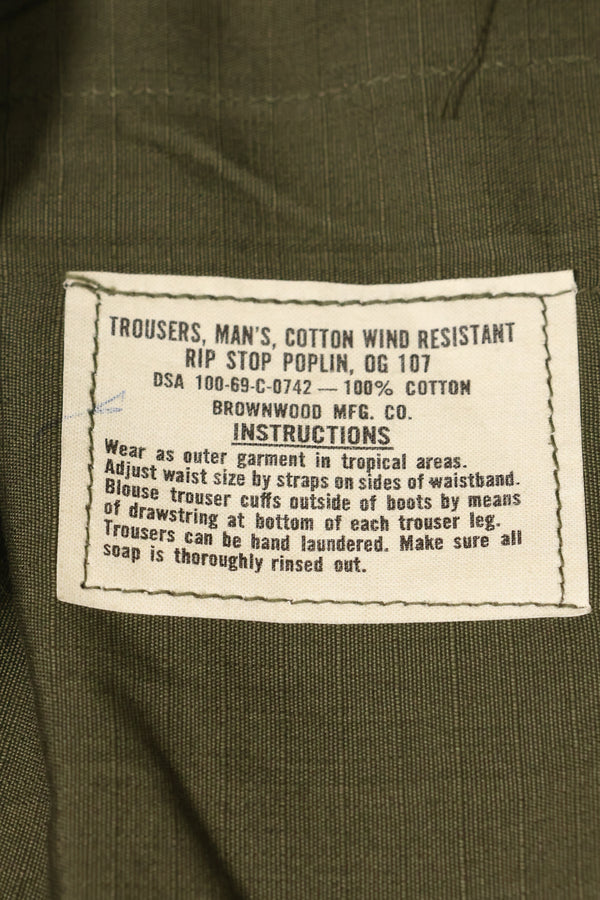 TROUSERS, MAN'S, COTTON WIND RESISTANT
RIP STOP POPLIN, OG 107
DSA 100-69-C-0742 — 100% COTTON
BROWNWOOD MFG. CO.
INSTRUCTIONS
Wear as outer garment in tropical areas.
Adjust waist size by straps on sides of waistband.
Blouse trouser cuffs outside of boots by means
of drawstring at bottom of each trouser leg.
Trousers can be hand laundered. Make sure all
soap is thoroughly rinsed out.